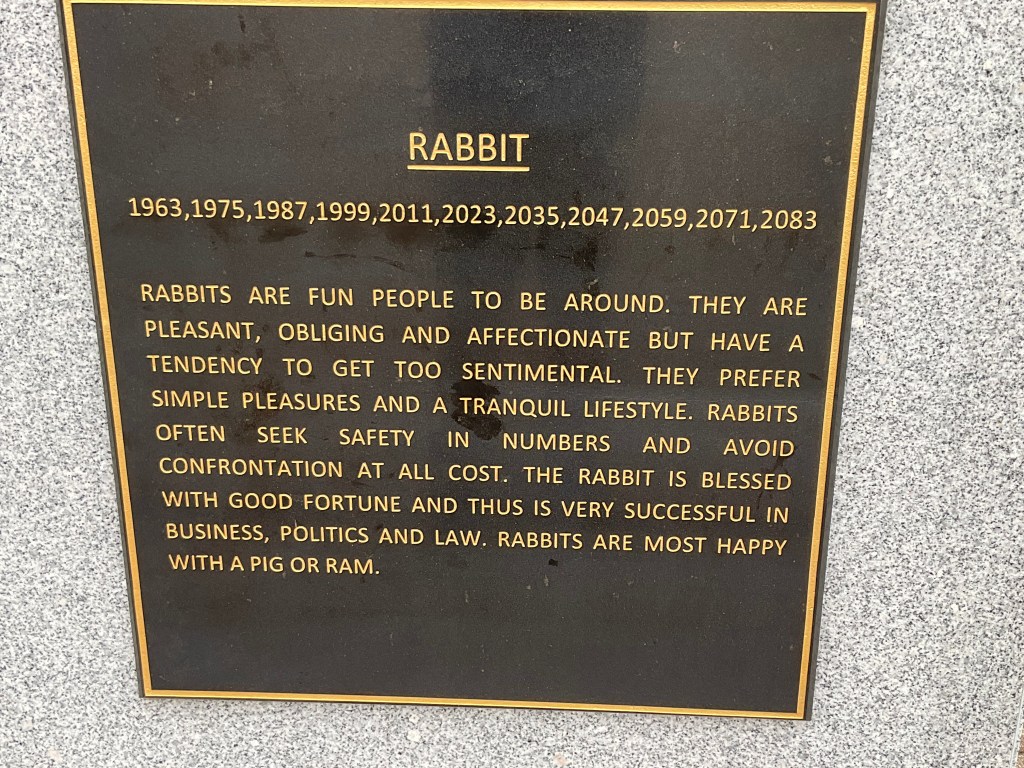 RABBIT
1963,1975,1987,1999,2011,2023,2035,2047,2059,2071,2083
RABBITS ARE FUN PEOPLE TO BE AROUND. THEY ARE
PLEASANT, OBLIGING AND AFFECTIONATE BUT HAVE A
TENDENCY TO GET TOO SENTIMENTAL. THEY PREFER
SIMPLE PLEASURES AND A TRANQUIL LIFESTYLE. RABBITS
OFTEN SEEK SAFETY IN NUMBERS AND AVOID
CONFRONTATION AT ALL COST. THE RABBIT IS BLESSED
WITH GOOD FORTUNE AND THUS IS VERY SUCCESSFUL IN
BUSINESS, POLITICS AND LAW. RABBITS ARE MOST HAPPY
WITH A PIG OR RAM.